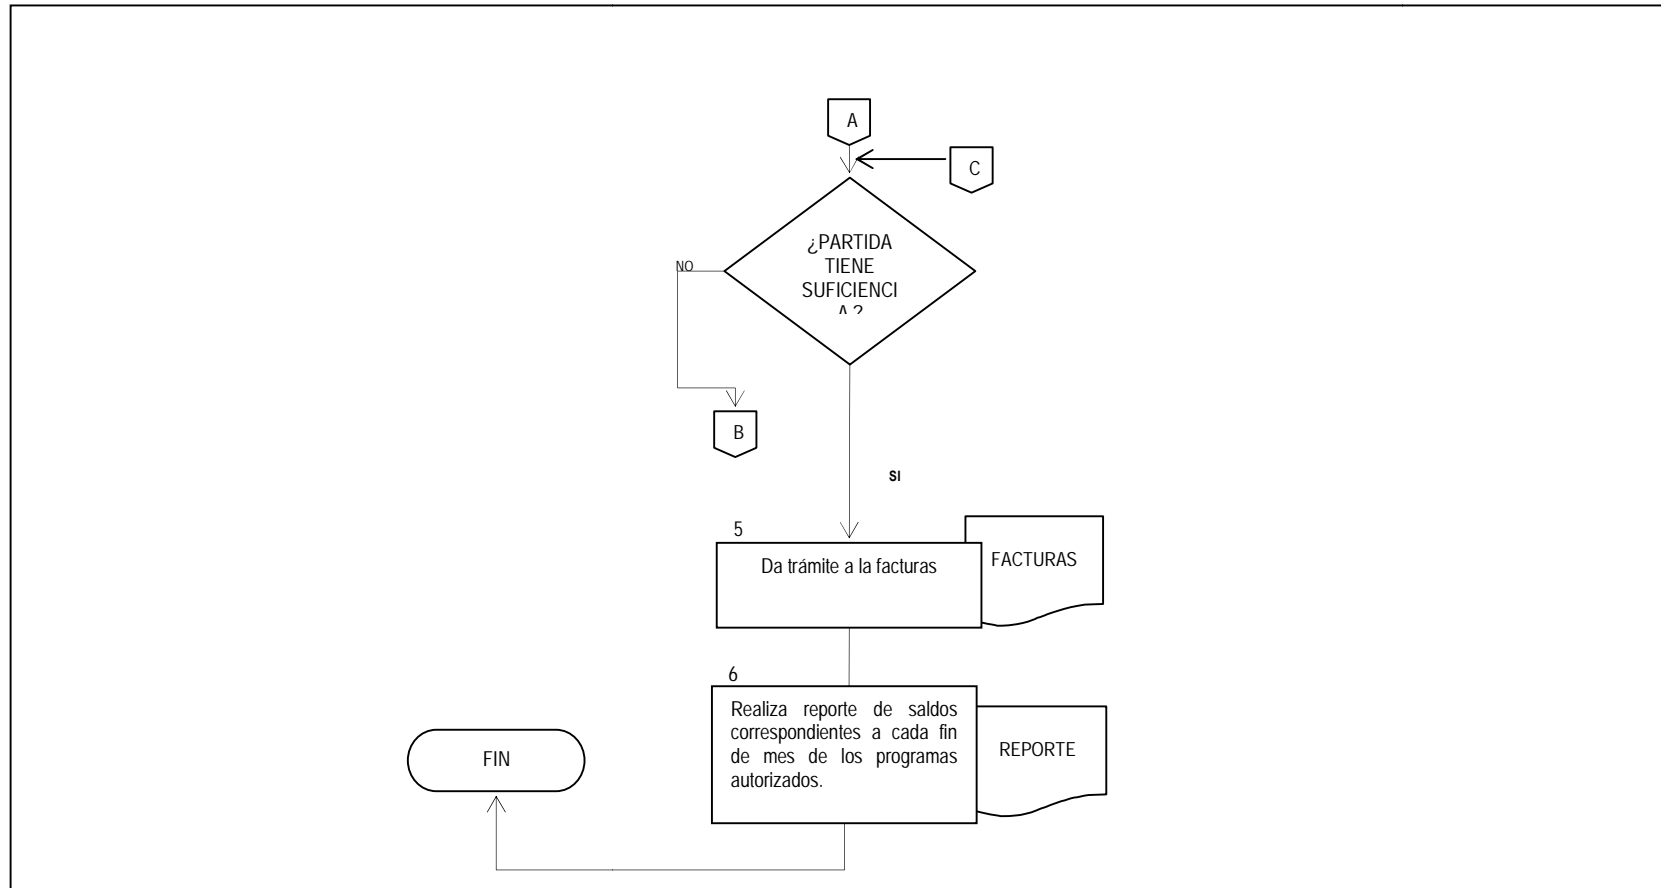 A
C
¿PARTIDA
TIENE
SUFICIENCI
A ?
NO
B
SI
5
Da trámite a la facturas
FACTURAS
6
Realiza reporte de saldos
correspondientes a cada fin
de mes de los programas
autorizados.
REPORTE
FIN